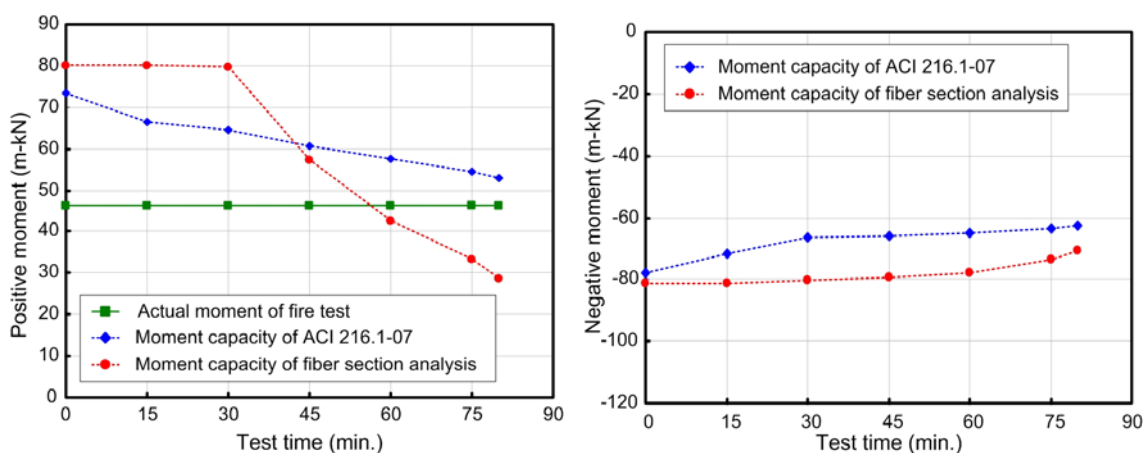 90
80
70
60
50
40
30
20
10
0
Positive moment (m-kN)
Actual moment of fire test
Moment capacity of ACI 216.1-07
Moment capacity of fiber section analysis
0 15 30 45 60 75 90
Test time (min.)
0
-20
-40
-60
-80
-100
-120
Negative moment (m-kN)
Moment capacity of ACI 216.1-07
Moment capacity of fiber section analysis
0 15 30 45 60 75 90
Test time (min.)